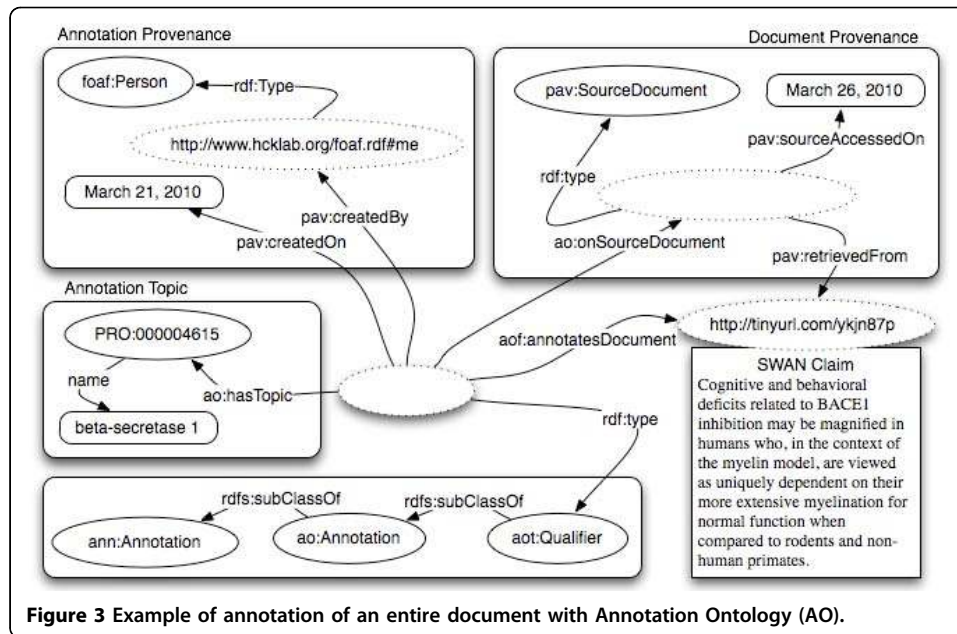 Annotation Provenance
foaf:Person
rdf:Type
http://www.hcklab.org/foaf.rdf#me
March 21, 2010
pav:createdBy
pav:createdOn
Document Provenance
pav:SourceDocument
March 26, 2010
pav:sourceAccessedOn
rdf:type
ao:onSourceDocument
pav:retrievedFrom
Annotation Topic
PRO:000004615
name
ao:hasTopic
beta-secretase 1
aof:annotatesDocument
http://tinyurl.com/ykjn87p
rdf:type
SWAN Claim
Cognitive and behavioral
deficits related to BACE1
inhibition may be magnified in
humans who, in the context of
the myelin model, are viewed
as uniquely dependent on their
more extensive myelination for
normal function when
compared to rodents and non-
human primates.
rdfs:subClassOf
rdfs:subClassOf
ann:Annotation
ao:Annotation
aot:Qualifier
Figure 3 Example of annotation of an entire document with Annotation Ontology (AO).